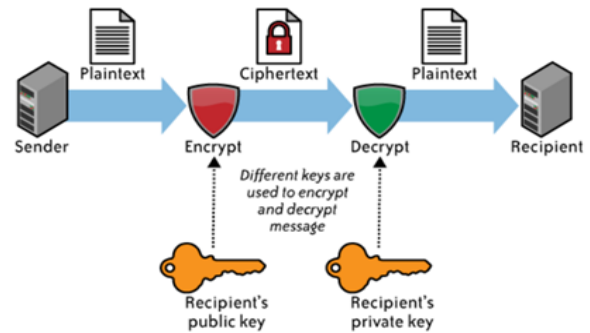 Plaintext
Ciphertext
Plaintext
Sender
Encrypt
Decrypt
Recipient
Different keys are
used to encrypt
and decrypt
message
Recipient's
public key
Recipient's
private key